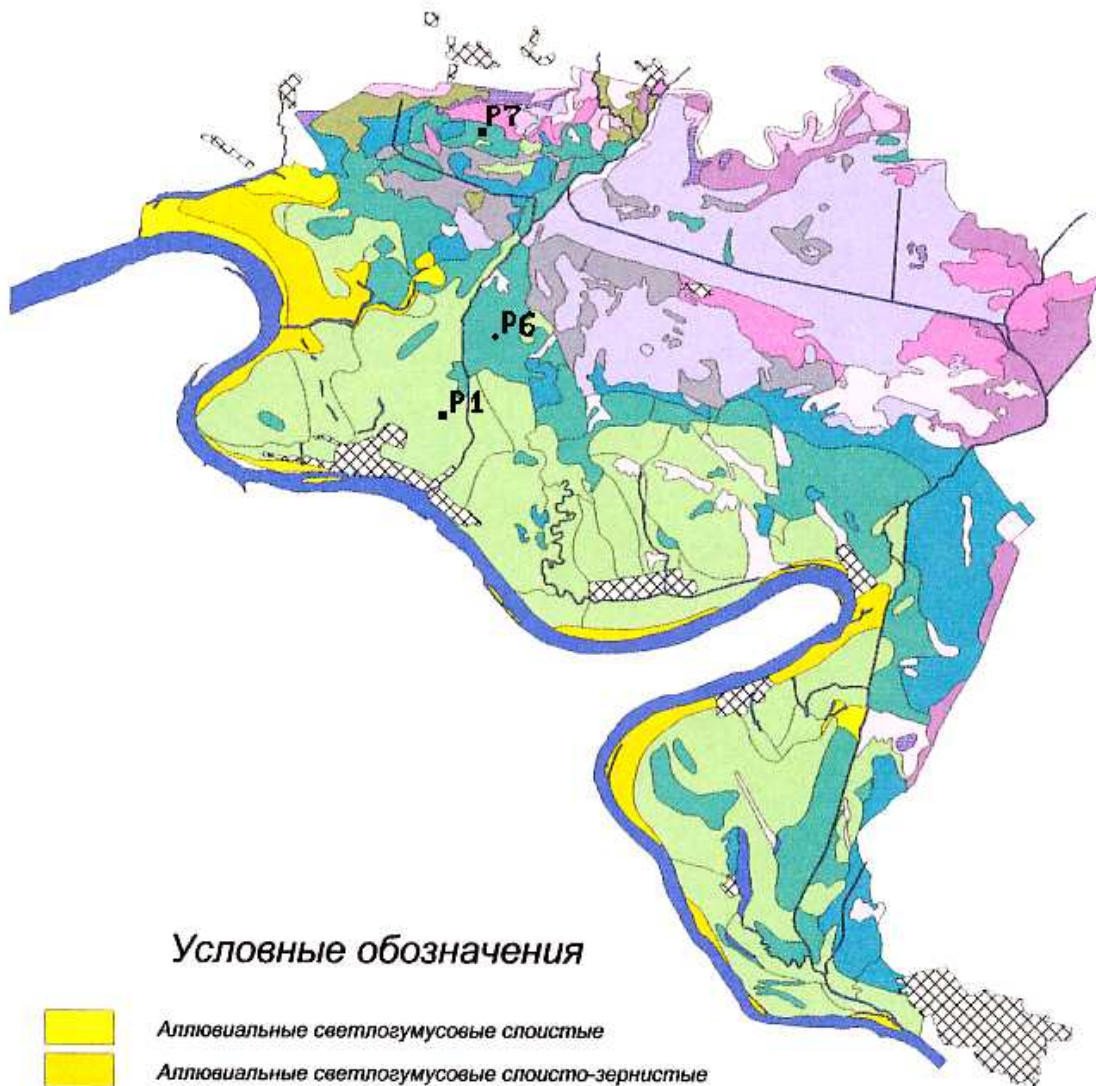 P7
P6
P1
Условные обозначения
Аллювиальные светлогумусовые слоистые
Аллювиальные светлогумусовые слоисто-зернистые